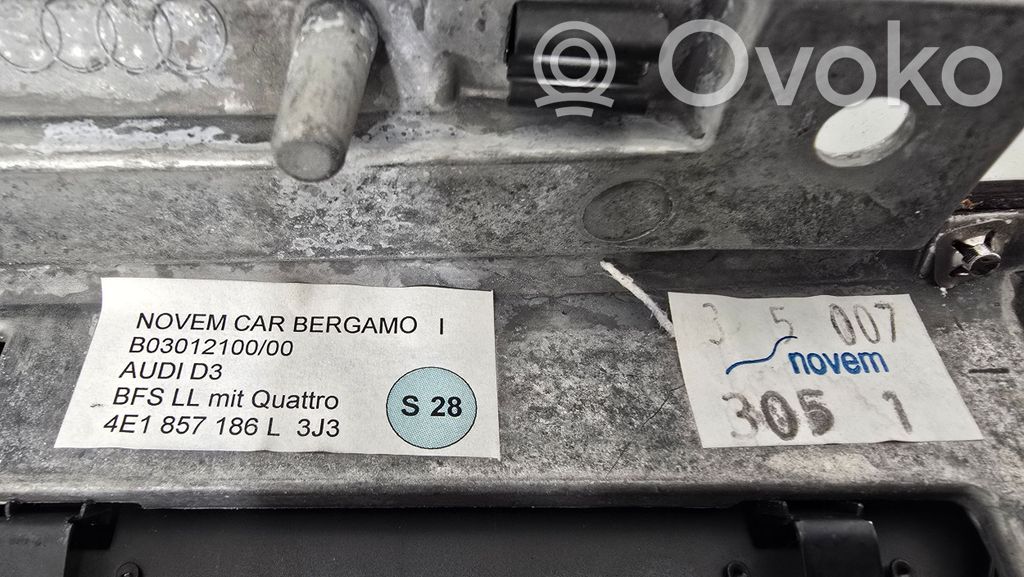 Ovoko
NOVEM CAR BERGAMO I
B03012100/00
AUDI D3
BFS LL mit Quattro
4E1 857 186 L 3J3
S 28
3 5 007
novem
305 1